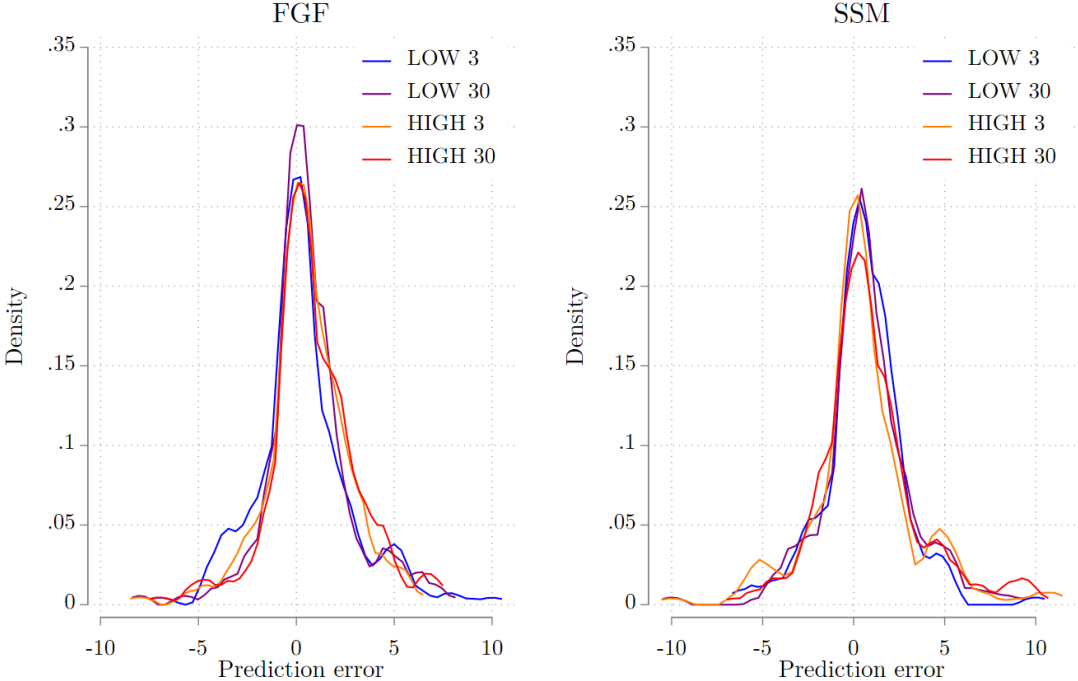 FGF
.35
.3
.25
.2
.15
.1
.05
0
Density
-10 -5 0 5 10
Prediction error
LOW 3
LOW 30
HIGH 3
HIGH 30
SSM
.35
.3
.25
.2
.15
.1
.05
0
Density
-10 -5 0 5 10
Prediction error
LOW 3
LOW 30
HIGH 3
HIGH 30